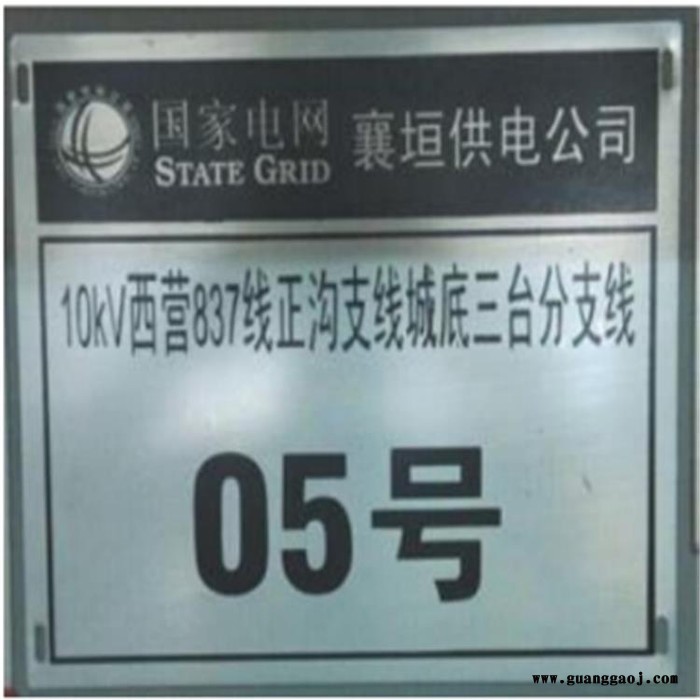 国家电网
STATE GRID
襄垣供电公司
10kV西营837线正沟支线城底三台分支线
05号
www.guanggaoj.com